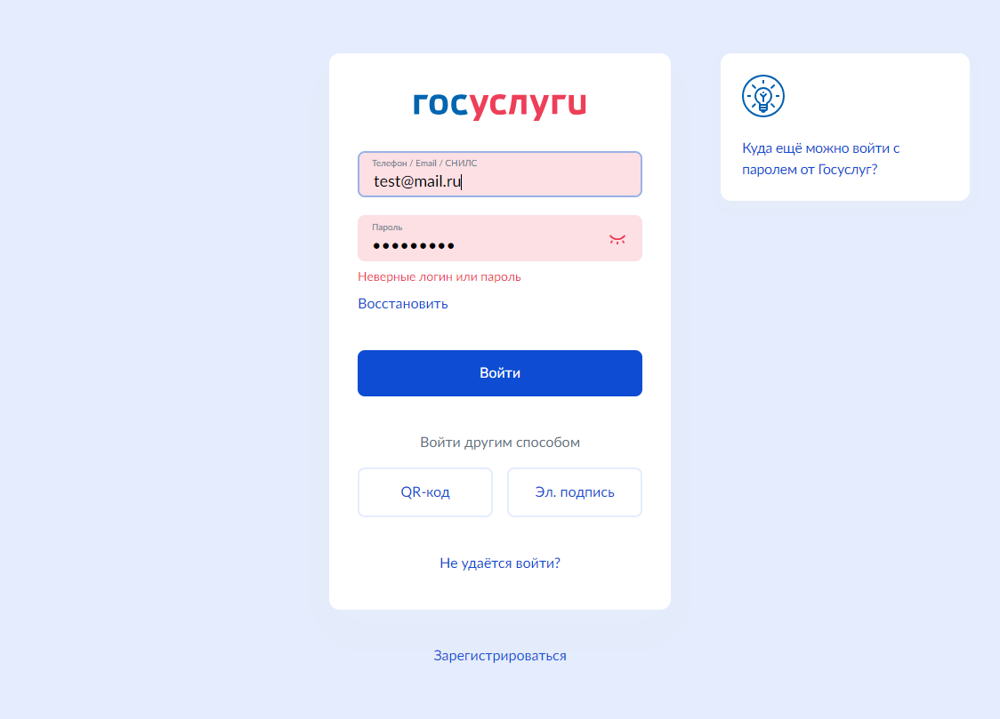 госуслуги
Телефон / Email / СНИЛС
test@mail.ru
Пароль
•••••••••
Неверные логин или пароль
Восстановить
Войти
Войти другим способом
QR-код
Эл. подпись
Не удаётся войти?
Зарегистрироваться
Куда ещё можно войти с
паролем от Госуслуг?